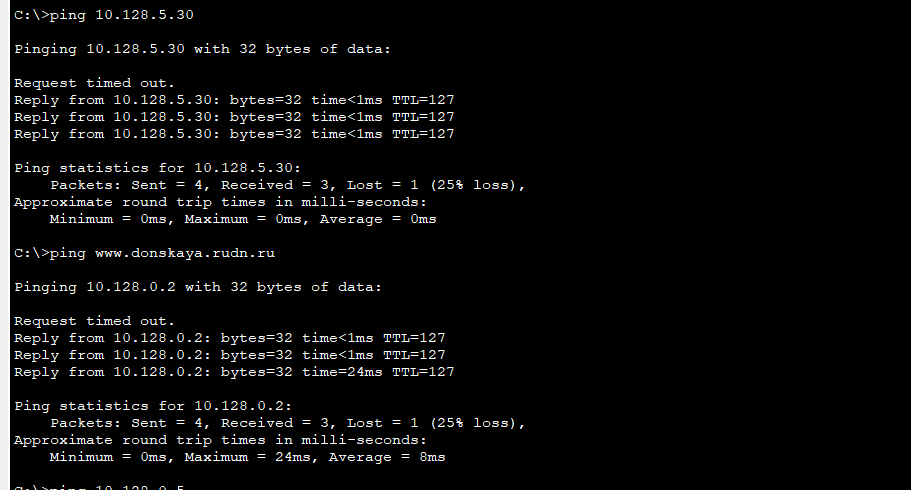 C:\>ping 10.128.5.30
Pinging 10.128.5.30 with 32 bytes of data:
Request timed out.
Reply from 10.128.5.30: bytes=32 time<1ms TTL=127
Reply from 10.128.5.30: bytes=32 time<1ms TTL=127
Reply from 10.128.5.30: bytes=32 time<1ms TTL=127
Ping statistics for 10.128.5.30:
Packets: Sent = 4, Received = 3, Lost = 1 (25% loss),
Approximate round trip times in milli-seconds:
Minimum = 0ms, Maximum = 0ms, Average = 0ms
C:\>ping www.donskaya.rudn.ru
Pinging 10.128.0.2 with 32 bytes of data:
Request timed out.
Reply from 10.128.0.2: bytes=32 time<1ms TTL=127
Reply from 10.128.0.2: bytes=32 time<1ms TTL=127
Reply from 10.128.0.2: bytes=32 time=24ms TTL=127
Ping statistics for 10.128.0.2:
Packets: Sent = 4, Received = 3, Lost = 1 (25% loss),
Approximate round trip times in milli-seconds:
Minimum = 0ms, Maximum = 24ms, Average = 8ms
C:\>ping 10.128.0.5